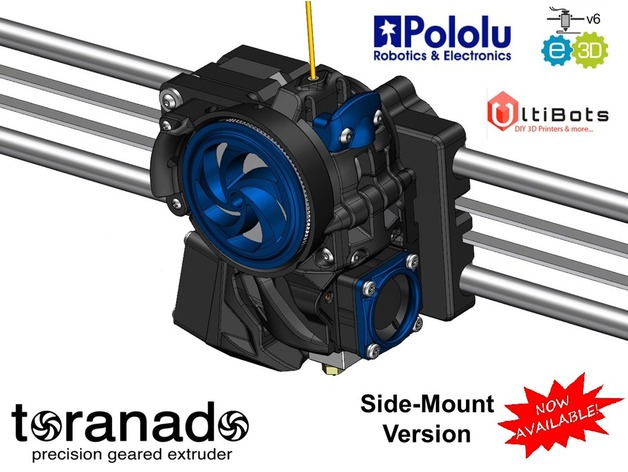 Pololu
Robotics & Electronics
v6
e3D
UltiBots
DIY 3D Printers & more...
toranado
precision geared extruder
Side-Mount
Version
NOW
AVAILABLE!